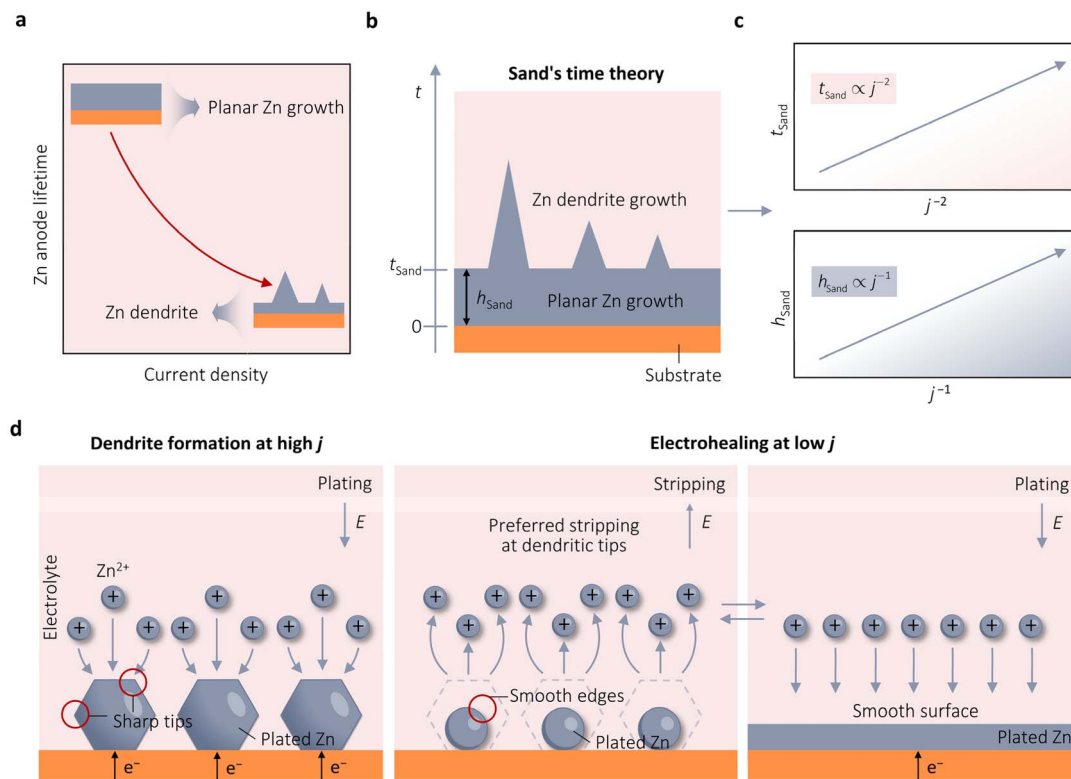 a
Zn anode lifetime
Planar Zn growth
Zn dendrite
Current density
b
Sand's time theory
t
Zn dendrite growth
t_Sand
h_Sand
Planar Zn growth
0
Substrate
c
t_Sand
t_Sand ∝ j⁻²
j⁻²
h_Sand
h_Sand ∝ j⁻¹
j⁻¹
d
Dendrite formation at high j
Plating
E
Electrolyte
Zn²⁺
+ + +
+ + + + + +
Sharp tips
Plated Zn
e⁻ e⁻ e⁻
Electrohealing at low j
Stripping
E
Preferred stripping
at dendritic tips
+ + + + + +
+ + +
Smooth edges
Plated Zn
Plating
E
+ + + + + + +
Smooth surface
Plated Zn
e⁻